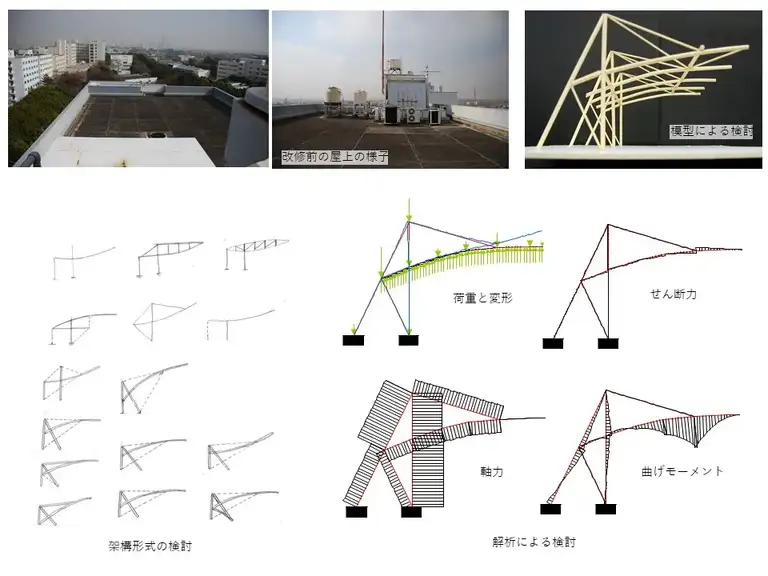 改修前の屋上の様子
模型による検討
荷重と変形
せん断力
軸力
曲げモーメント
架構形式の検討
解析による検討